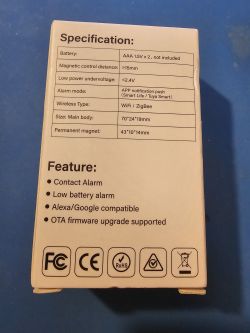 Specification:
Battery: AAA 1.5V x 2, not included
Magnetic control distance: >15mm
Low power undervoltage: <2.4V
Alarm mode: APP notification push
(Smart Life / Tuya Smart)
Wireless Type: WiFi / ZigBee
Size: Main body: 70*24*19mm
Permanent magnet: 43*10*14mm
Feature:
• Contact Alarm
• Low battery alarm
• Alexa/Google compatible
• OTA firmware upgrade supported
FC CE RoHS